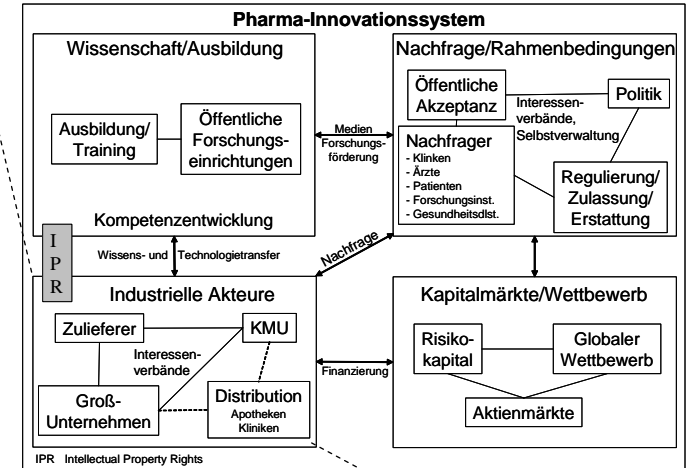 Pharma-Innovationssystem
Wissenschaft/Ausbildung
Ausbildung/
Training
Öffentliche
Forschungs-
einrichtungen
Kompetenzentwicklung
Medien
Forschungs-
förderung
Nachfrage/Rahmenbedingungen
Öffentliche
Akzeptanz
Interessen-
verbände,
Selbstverwaltung
Politik
Nachfrager
- Klinken
- Ärzte
- Patienten
- Forschungsinst.
- Gesundheitsdlst.
Regulierung/
Zulassung/
Erstattung
I
P
R
Wissens- und Technologietransfer
Nachfrage
Industrielle Akteure
Zulieferer
KMU
Interessen-
verbände
Groß-
Unternehmen
Distribution
Apotheken
Kliniken
Finanzierung
Kapitalmärkte/Wettbewerb
Risiko-
kapital
Globaler
Wettbewerb
Aktienmärkte
IPR Intellectual Property Rights